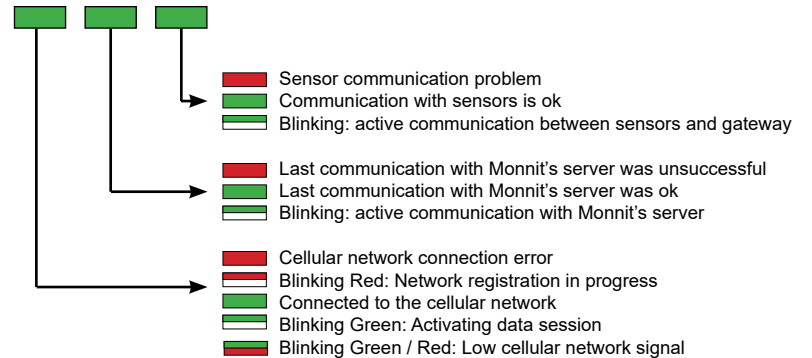 Sensor communication problem
Communication with sensors is ok
Blinking: active communication between sensors and gateway
Last communication with Monnit's server was unsuccessful
Last communication with Monnit's server was ok
Blinking: active communication with Monnit's server
Cellular network connection error
Blinking Red: Network registration in progress
Connected to the cellular network
Blinking Green: Activating data session
Blinking Green / Red: Low cellular network signal